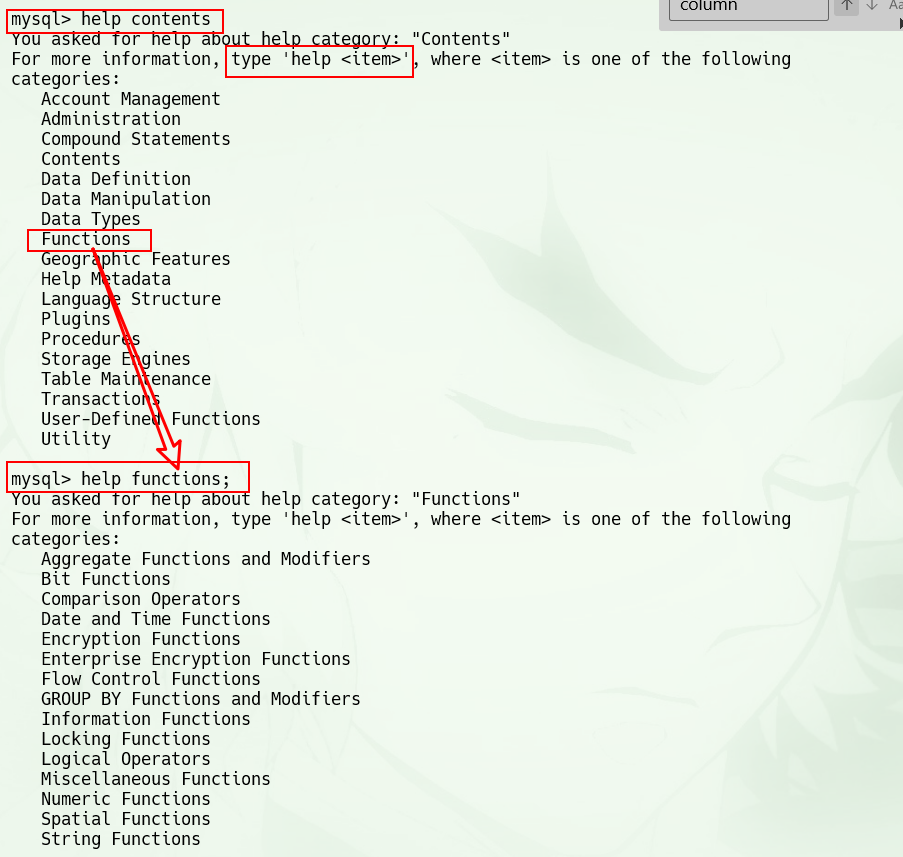 column
Aa
mysql> help contents
You asked for help about help category: "Contents"
For more information, type 'help <item>', where <item> is one of the following
categories:
Account Management
Administration
Compound Statements
Contents
Data Definition
Data Manipulation
Data Types
Functions
Geographic Features
Help Metadata
Language Structure
Plugins
Procedures
Storage Engines
Table Maintenance
Transactions
User-Defined Functions
Utility
mysql> help functions;
You asked for help about help category: "Functions"
For more information, type 'help <item>', where <item> is one of the following
categories:
Aggregate Functions and Modifiers
Bit Functions
Comparison Operators
Date and Time Functions
Encryption Functions
Enterprise Encryption Functions
Flow Control Functions
GROUP BY Functions and Modifiers
Information Functions
Locking Functions
Logical Operators
Miscellaneous Functions
Numeric Functions
Spatial Functions
String Functions